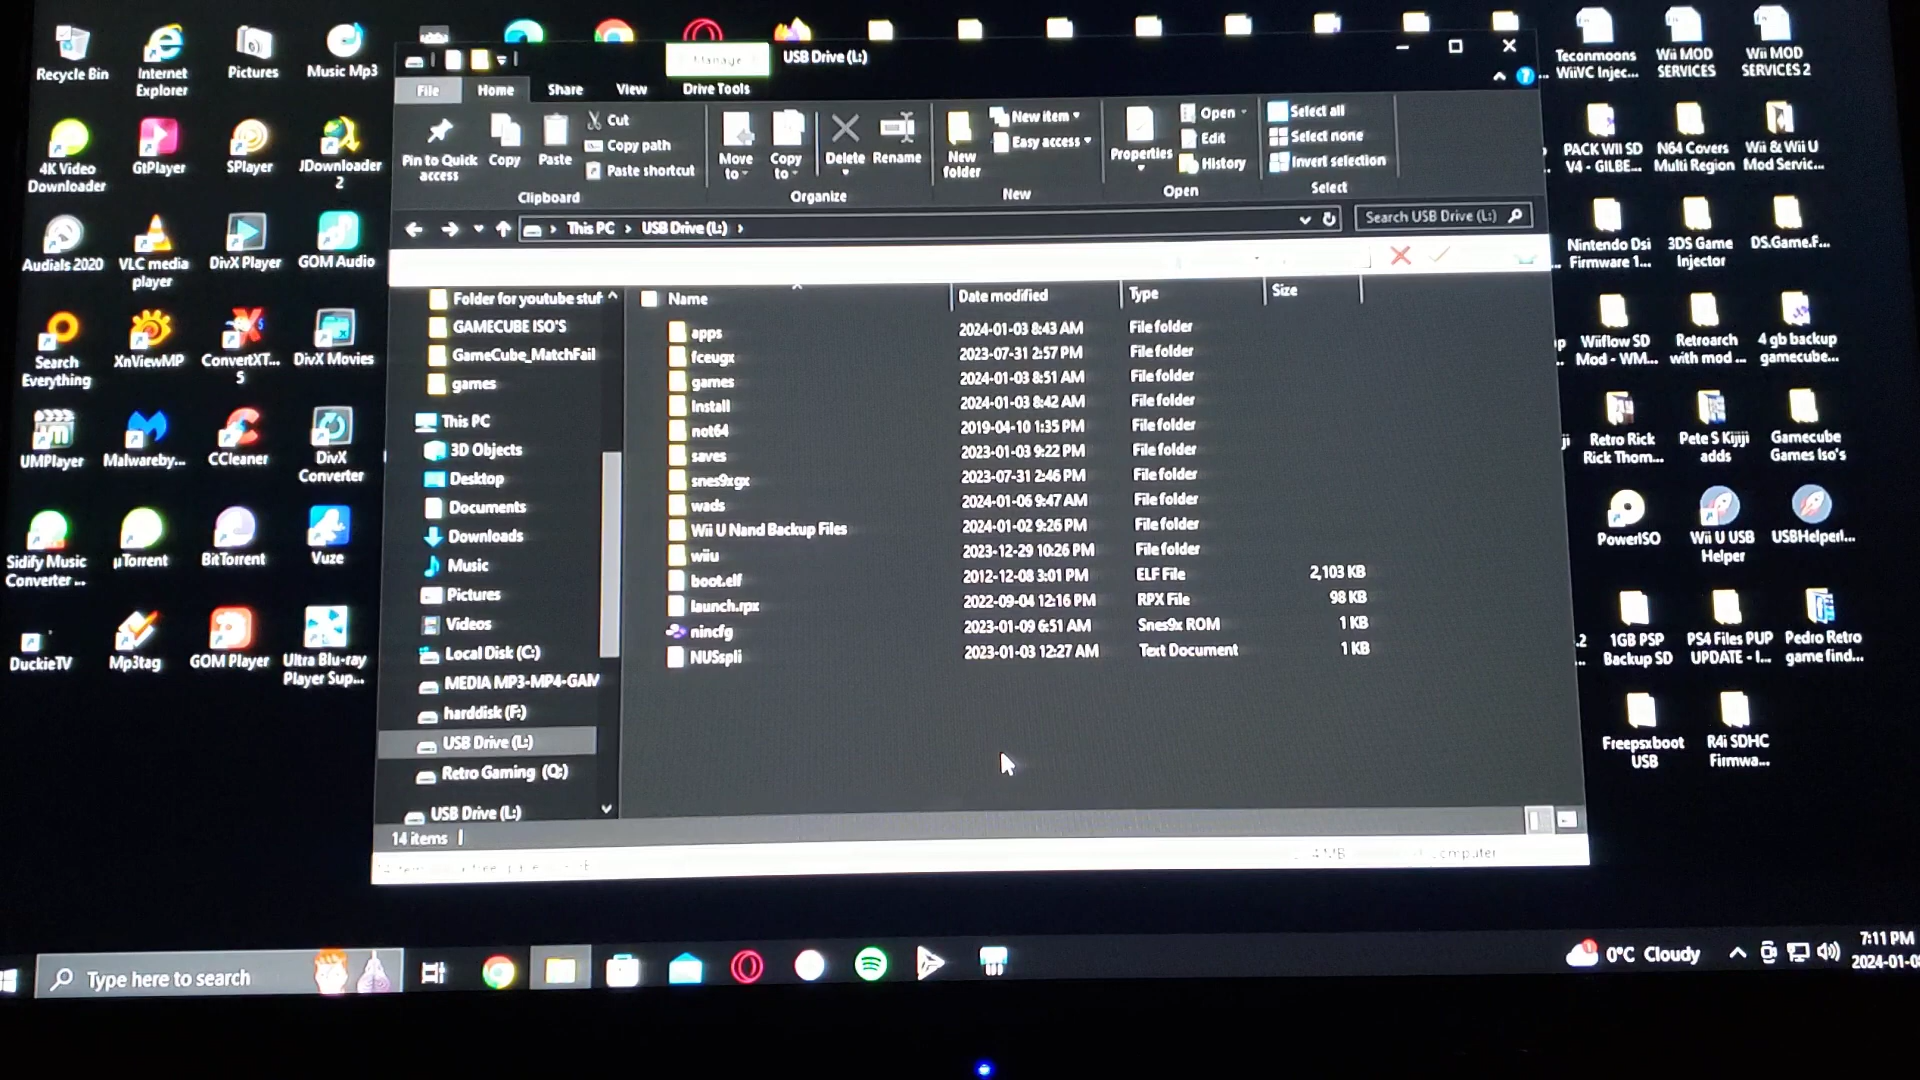 Recycle Bin
Internet Explorer
Pictures
Music Mp3
4K Video Downloader
GtPlayer
SPlayer
JDownloader 2
Audials 2020
VLC media player
DivX Player
GOM Audio
Search Everything
XnViewMP
ConvertXT... 5
DivX Movies
UMPlayer
Malwareby...
CCleaner
DivX Converter
Sidify Music Converter ...
µTorrent
BitTorrent
Vuze
DuckieTV
Mp3tag
GOM Player
Ultra Blu-ray Player Sup...
Manage
USB Drive (L:)
File
Home
Share
View
Drive Tools
Pin to Quick access
Copy
Paste
Cut
Copy path
Paste shortcut
Clipboard
Move to
Copy to
Delete
Rename
Organize
New folder
New item
Easy access
New
Properties
Open
Edit
History
Open
Select all
Select none
Invert selection
Select
This PC > USB Drive (L:) >
Search USB Drive (L:)
Folder for youtube stuf
GAMECUBE ISO'S
GameCube_MatchFail
games
This PC
3D Objects
Desktop
Documents
Downloads
Music
Pictures
Videos
Local Disk (C:)
MEDIA MP3-MP4-GAM
harddisk (F:)
USB Drive (L:)
Retro Gaming (Q:)
USB Drive (L:)
Name Date modified Type Size
apps 2024-01-03 8:43 AM File folder
fceugx 2023-07-31 2:57 PM File folder
games 2024-01-03 8:51 AM File folder
Install 2024-01-03 8:42 AM File folder
not64 2019-04-10 1:35 PM File folder
saves 2023-01-03 9:22 PM File folder
snes9xgx 2023-07-31 2:46 PM File folder
wads 2024-01-06 9:47 AM File folder
Wii U Nand Backup Files 2024-01-02 9:26 PM File folder
wiiu 2023-12-29 10:26 PM File folder
boot.elf 2012-12-08 3:01 PM ELF File 2,103 KB
launch.rpx 2022-09-04 12:16 PM RPX File 98 KB
nincfg 2023-01-09 6:51 AM Snes9x ROM 1 KB
NUSspli 2023-01-03 12:27 AM Text Document 1 KB
14 items
Teconmoons WiiVC Injec...
Wii MOD SERVICES
Wii MOD SERVICES 2
PACK WII SD V4 - GILBE...
N64 Covers Multi Region
Wii & Wii U Mod Servic...
Nintendo Dsi Firmware 1...
3DS Game Injector
DS.Game.F...
Wiiflow SD Mod - WM...
Retroarch with mod ...
4 gb backup gamecube...
Retro Rick Rick Thom...
Pete S Kijiji adds
Gamecube Games Iso's
PowerISO
Wii U USB Helper
USBHelperI...
1GB PSP Backup SD
PS4 Files PUP UPDATE - I...
Pedro Retro game find...
Freepsxboot USB
R4i SDHC Firmwa...
Type here to search
0°C Cloudy
7:11 PM
2024-01-0